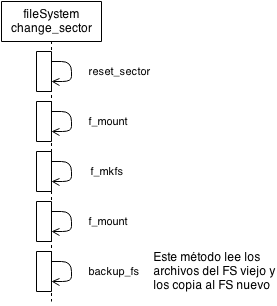 fileSystem
change_sector
reset_sector
f_mount
f_mkfs
f_mount
backup_fs
Este método lee los
archivos del FS viejo y
los copia al FS nuevo